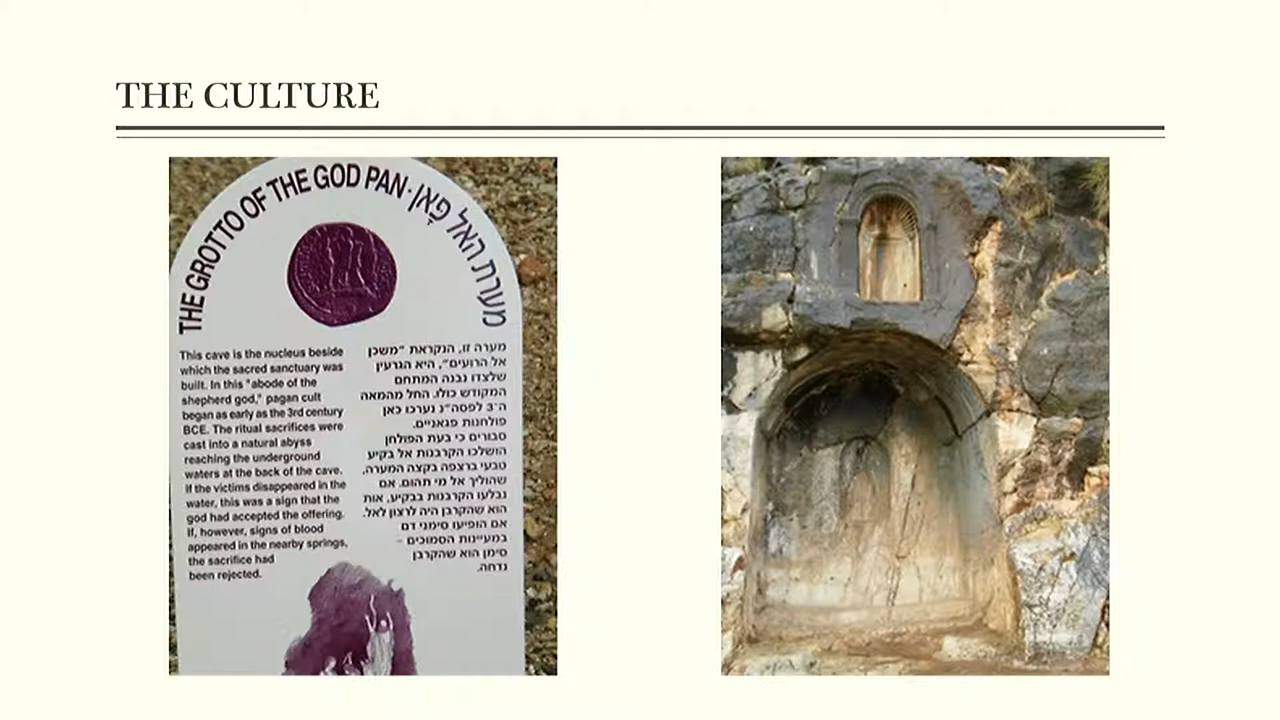 THE CULTURE
THE GROTTO OF THE GOD PAN · מערת האל פָּאן
This cave is the nucleus beside
which the sacred sanctuary was
built. In this "abode of the
shepherd god," pagan cult
began as early as the 3rd century
BCE. The ritual sacrifices were
cast into a natural abyss
reaching the underground
waters at the back of the cave.
If the victims disappeared in the
water, this was a sign that the
god had accepted the offering.
If, however, signs of blood
appeared in the nearby springs,
the sacrifice had
been rejected.
מערה זו, הנקראת "משכן
אל הרועים", היא הגרעין
שלצדו נבנה המתחם
המקודש כולו. החל מהמאה
ה־3 לפסה"נ נערכו כאן
פולחנות פגאניים.
סבורים כי בעת הפולחן
הושלכו הקרבנות אל בקיע
טבעי ברצפה בקצה המערה,
שהוליך אל מי תהום. אם
נבלעו הקרבנות בבקיע, אות
הוא שהקרבן היה לרצון לאל.
אם הופיעו סימני דם
במעיינות הסמוכים –
סימן הוא שהקרבן
נדחה.